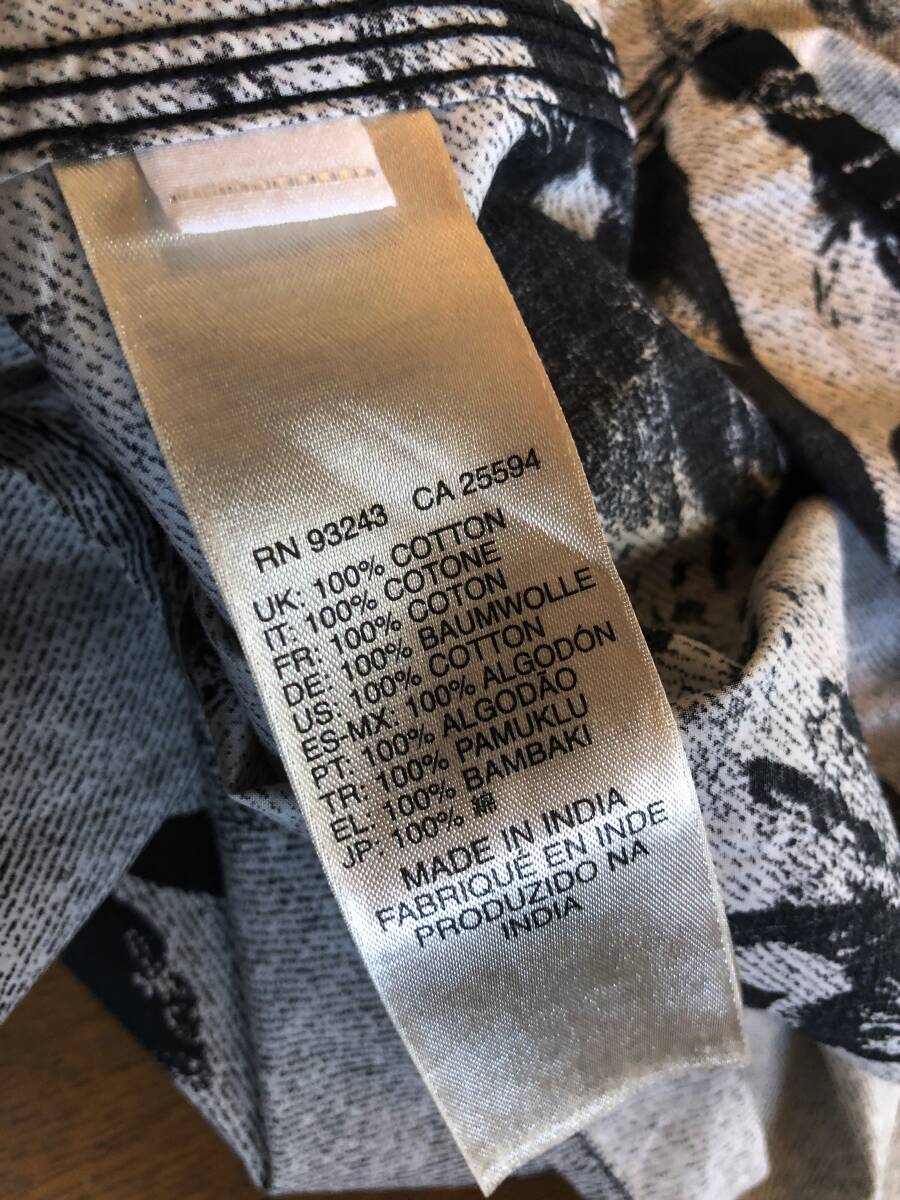 RN 93243 CA 25594
UK: 100% COTTON
IT: 100% COTONE
FR: 100% COTON
DE: 100% BAUMWOLLE
US: 100% COTTON
ES-MX: 100% ALGODÓN
PT: 100% ALGODÃO
TR: 100% PAMUKLU
EL: 100% BAMBAKI
JP: 100% 綿
MADE IN INDIA
FABRIQUÉ EN INDE
PRODUZIDO NA
INDIA